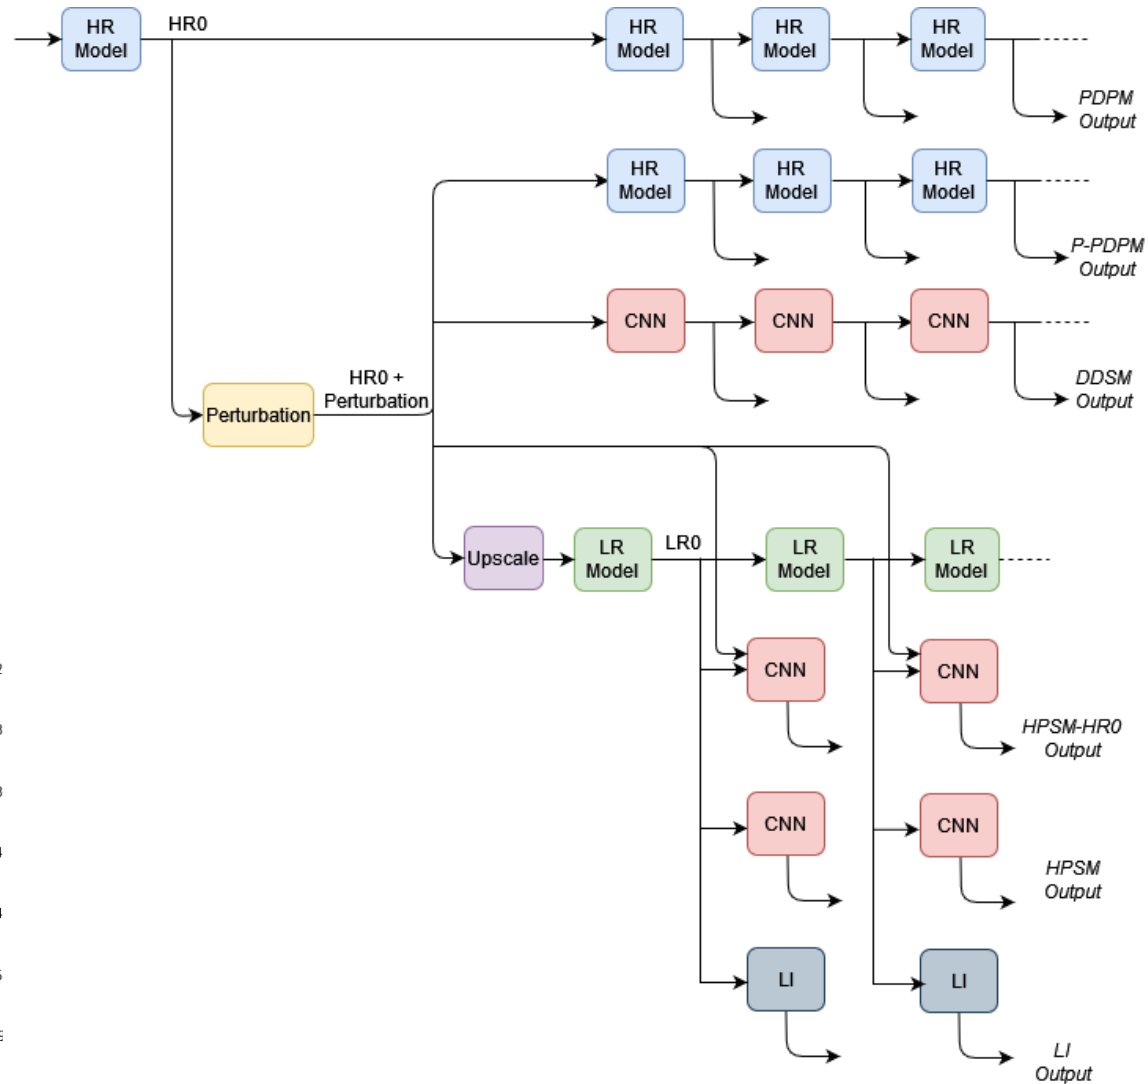 HR0
HR
Model
HR
Model
HR
Model
HR
Model
PDPM
Output
HR
Model
HR
Model
HR
Model
P-PDPM
Output
CNN
CNN
CNN
DDSM
Output
HR0 +
Perturbation
Perturbation
Upscale
LR
Model
LR0
LR
Model
LR
Model
CNN
CNN
HPSM-HR0
Output
CNN
CNN
HPSM
Output
LI
LI
LI
Output